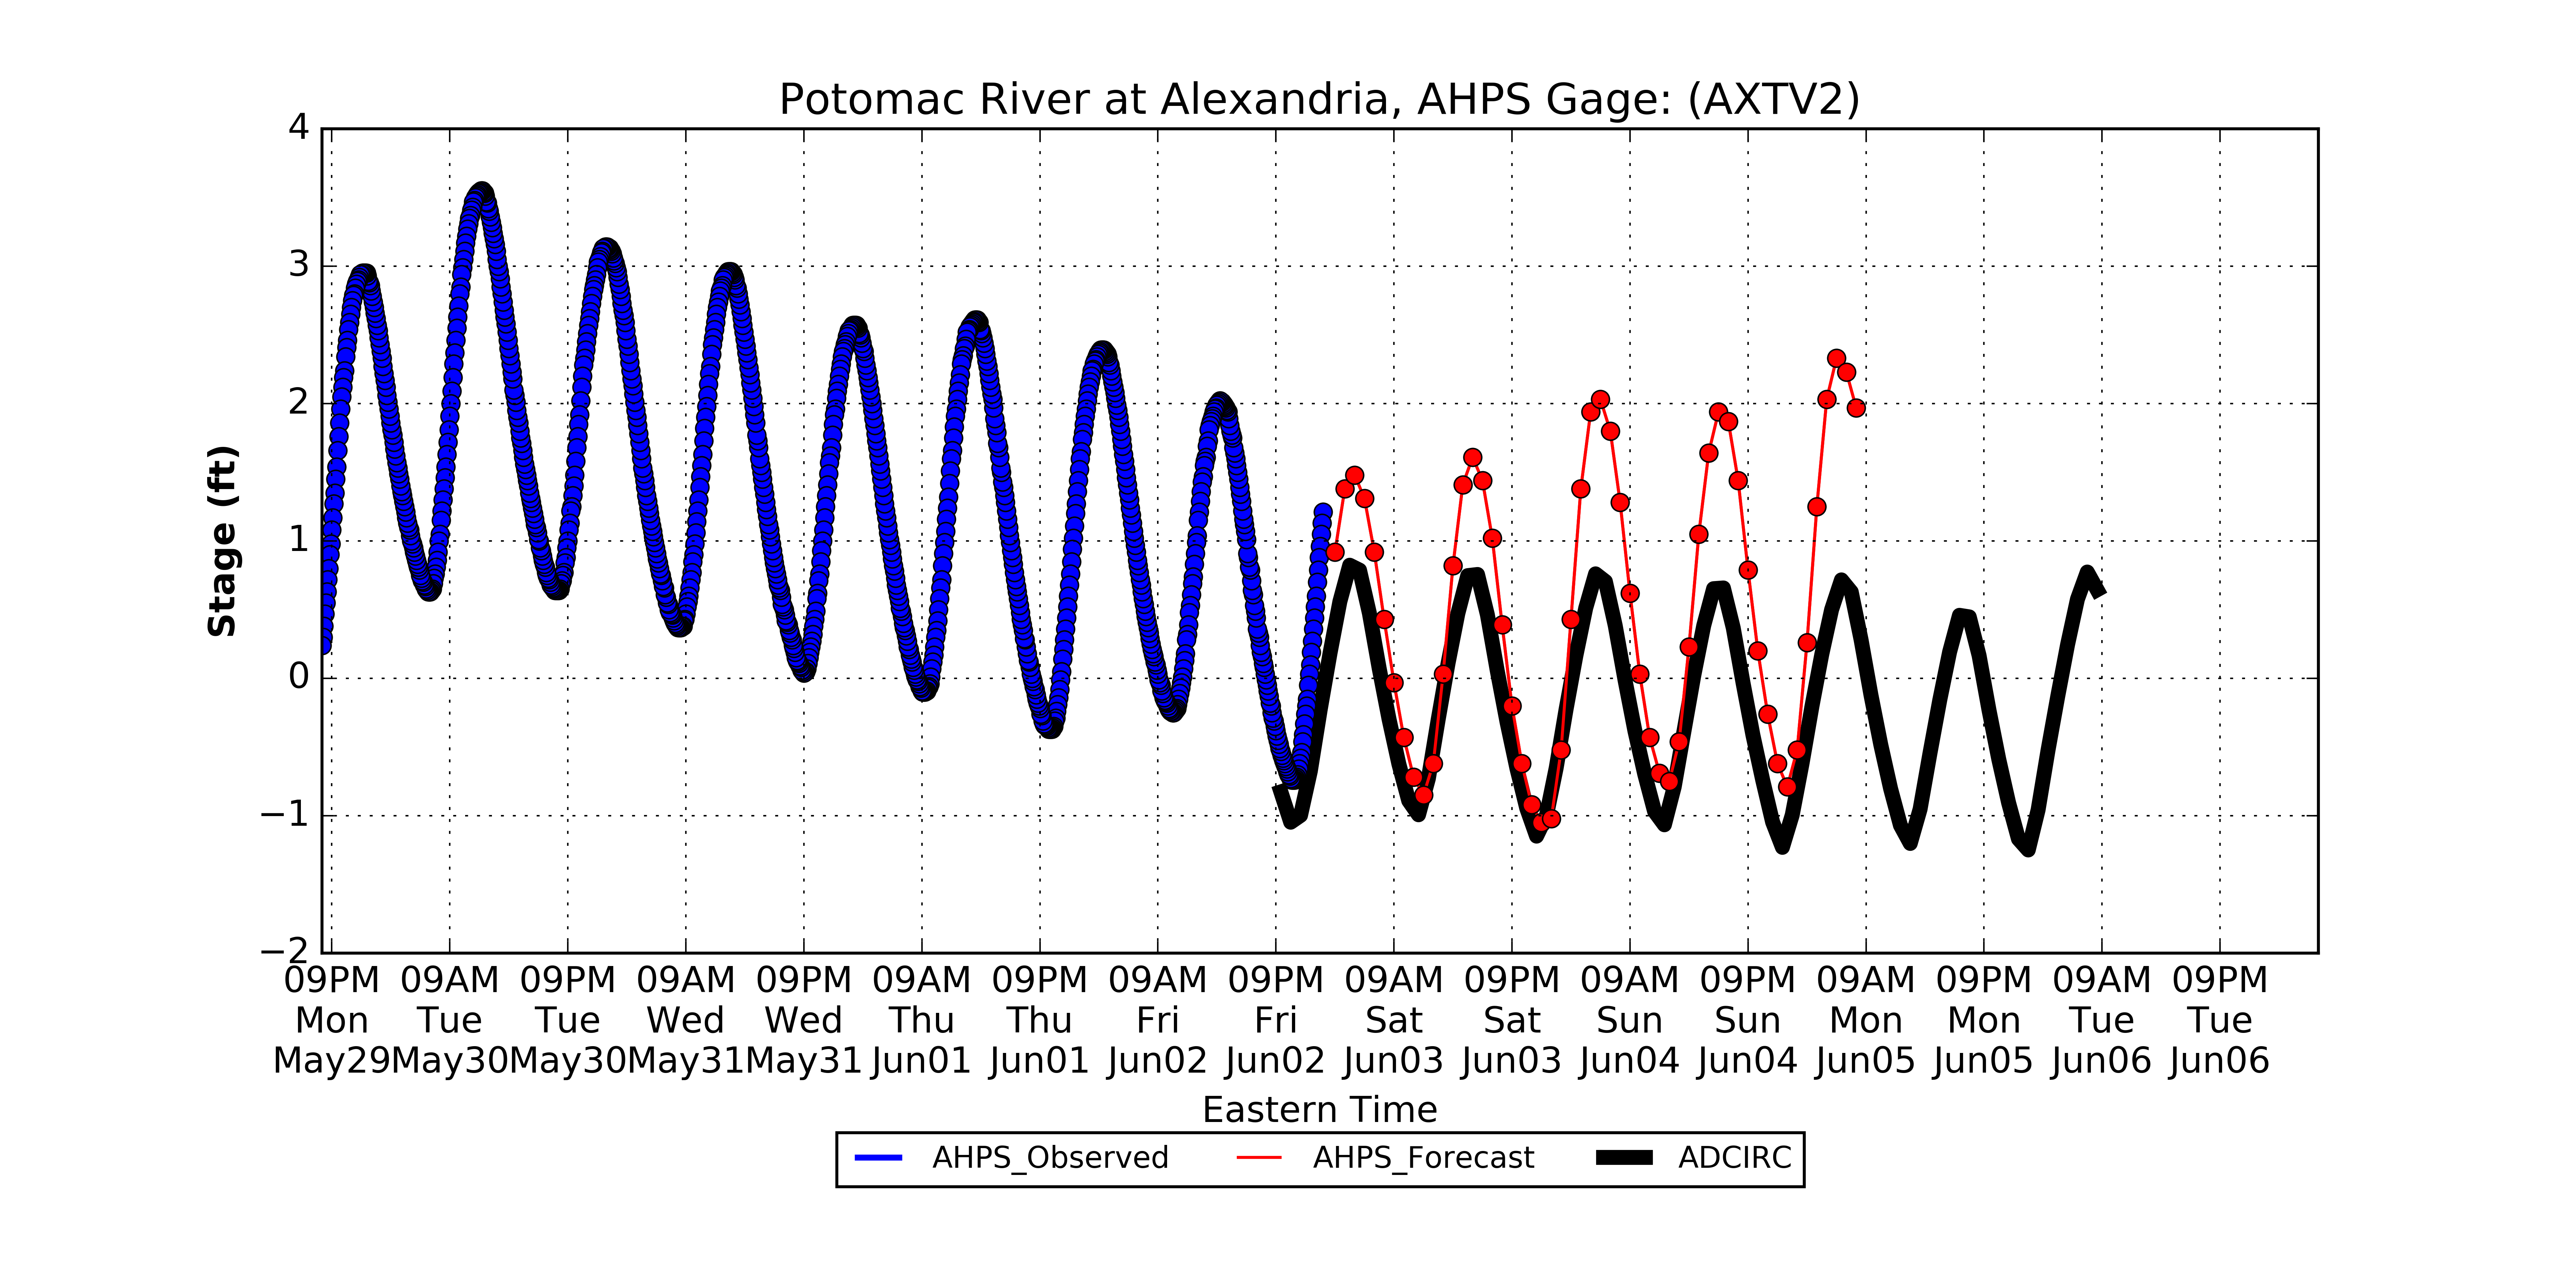 Potomac River at Alexandria, AHPS Gage: (AXTV2)
Stage (ft)
4
3
2
1
0
−1
−2
09PM 09AM 09PM 09AM 09PM 09AM 09PM 09AM 09PM 09AM 09PM 09AM 09PM 09AM 09PM 09AM 09PM
Mon Tue Tue Wed Wed Thu Thu Fri Fri Sat Sat Sun Sun Mon Mon Tue Tue
May29 May30 May30 May31 May31 Jun01 Jun01 Jun02 Jun02 Jun03 Jun03 Jun04 Jun04 Jun05 Jun05 Jun06 Jun06
Eastern Time
AHPS_Observed AHPS_Forecast ADCIRC